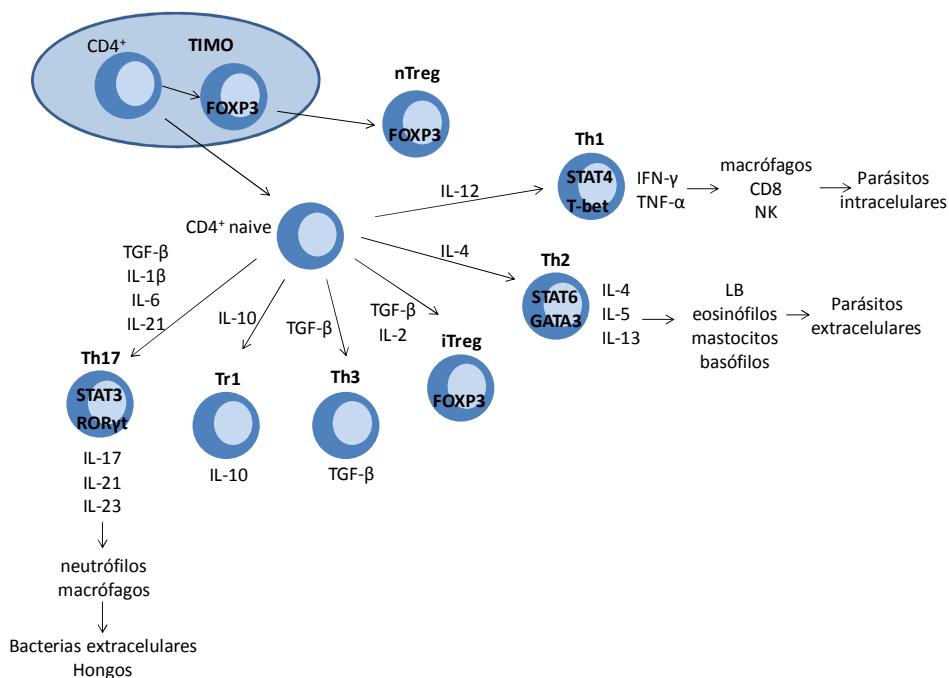 CD4⁺
TIMO
FOXP3
nTreg
FOXP3
CD4⁺ naive
IL-12
Th1
STAT4
T-bet
IFN-γ
TNF-α
macrófagos
CD8
NK
Parásitos
intracelulares
IL-4
Th2
STAT6
GATA3
IL-4
IL-5
IL-13
LB
eosinófilos
mastocitos
basófilos
Parásitos
extracelulares
TGF-β
IL-1β
IL-6
IL-21
Th17
STAT3
RORγt
IL-17
IL-21
IL-23
neutrófilos
macrófagos
Bacterias extracelulares
Hongos
IL-10
Tr1
IL-10
TGF-β
Th3
TGF-β
TGF-β
IL-2
iTreg
FOXP3